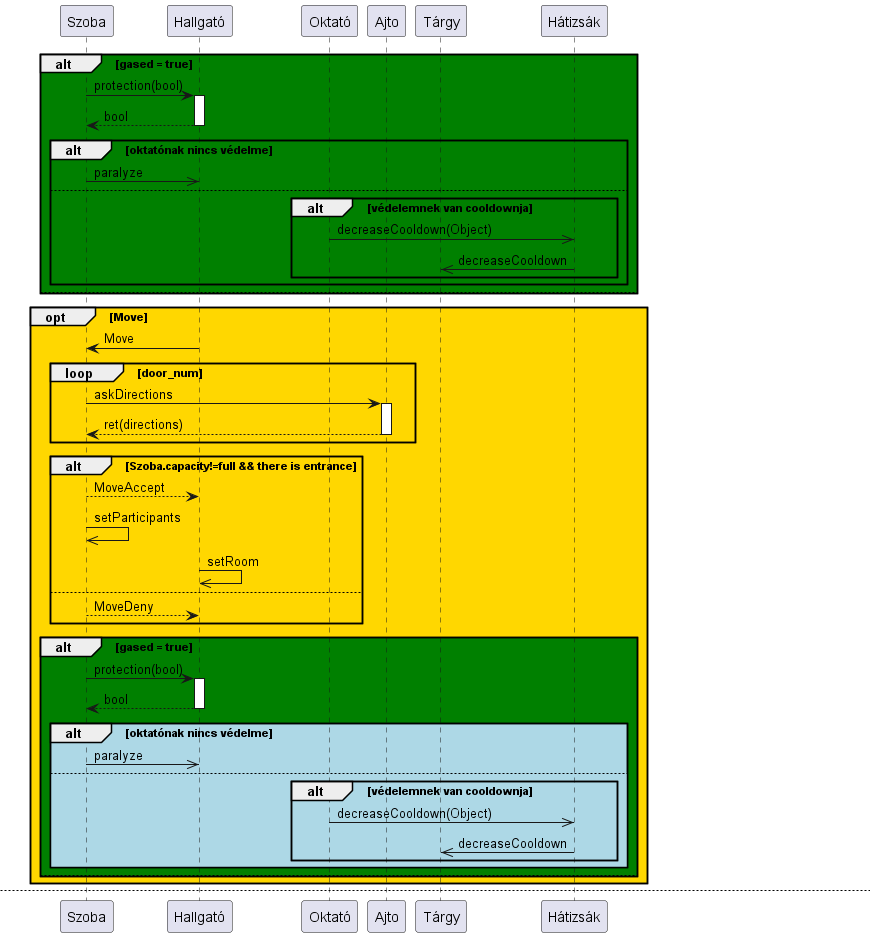 Szoba Hallgató Oktató Ajto Tárgy Hátizsák
alt [gased = true]
protection(bool)
bool
alt [oktatónak nincs védelme]
paralyze
alt [védelemnek van cooldownja]
decreaseCooldown(Object)
decreaseCooldown
opt [Move]
Move
loop [door_num]
askDirections
ret(directions)
alt [Szoba.capacity!=full && there is entrance]
MoveAccept
setParticipants
setRoom
MoveDeny
alt [gased = true]
protection(bool)
bool
alt [oktatónak nincs védelme]
paralyze
alt [védelemnek van cooldownja]
decreaseCooldown(Object)
decreaseCooldown
Szoba Hallgató Oktató Ajto Tárgy Hátizsák